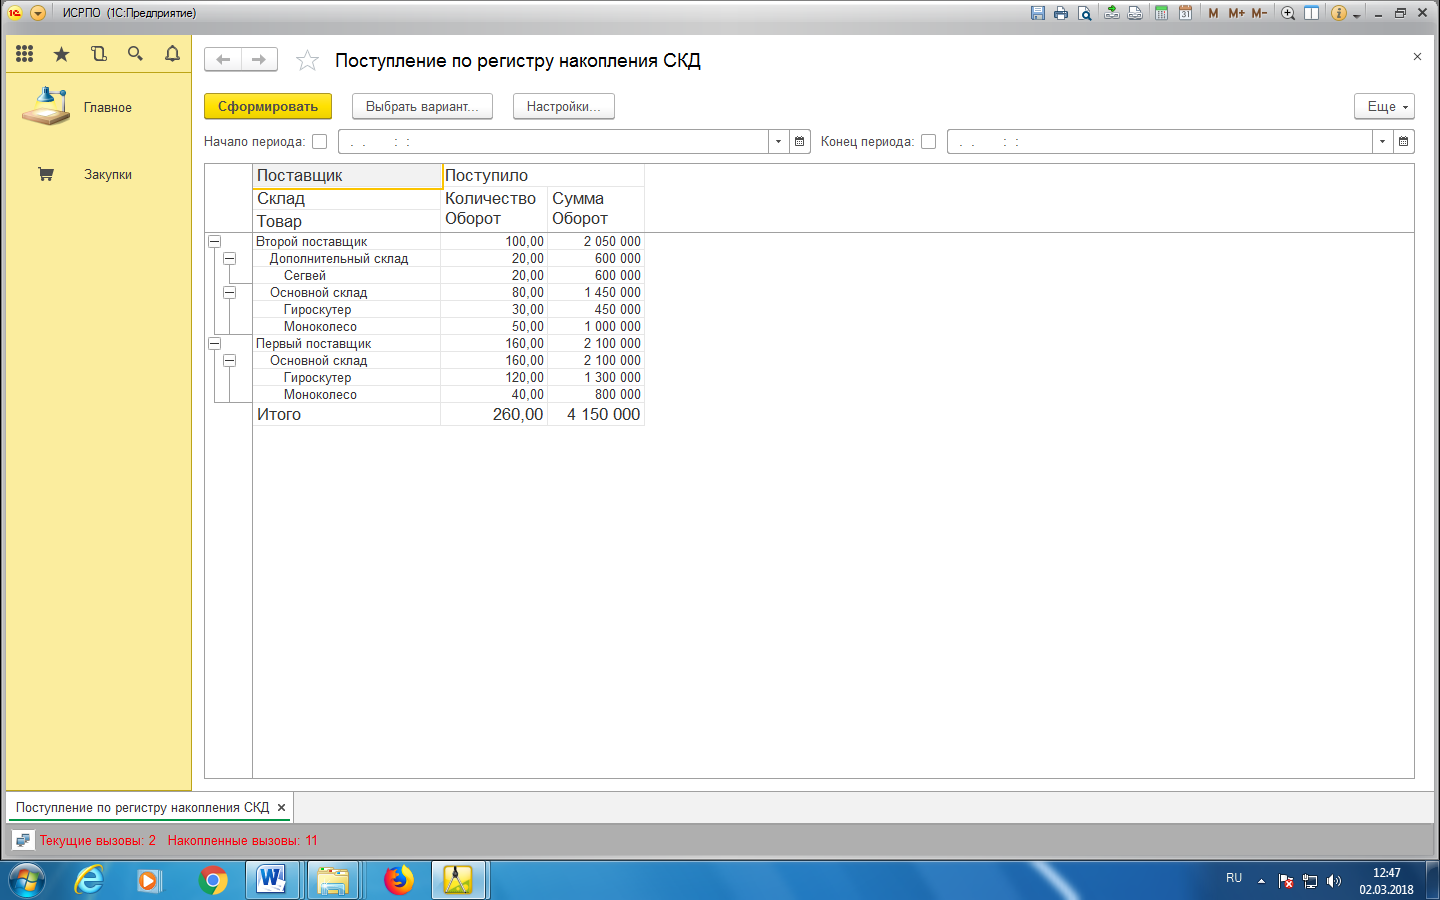 ИСРПО (1С:Предприятие)
M M+ M-
Поступление по регистру накопления СКД
Главное
Закупки
Сформировать
Выбрать вариант...
Настройки...
Еще
Начало периода: . . : :
Конец периода: . . : :
Поставщик Поступило
Склад Количество Оборот Сумма Оборот
Товар
Второй поставщик 100,00 2 050 000
Дополнительный склад 20,00 600 000
Сегвей 20,00 600 000
Основной склад 80,00 1 450 000
Гироскутер 30,00 450 000
Моноколесо 50,00 1 000 000
Первый поставщик 160,00 2 100 000
Основной склад 160,00 2 100 000
Гироскутер 120,00 1 300 000
Моноколесо 40,00 800 000
Итого 260,00 4 150 000
Поступление по регистру накопления СКД
Текущие вызовы: 2 Накопленные вызовы: 11
RU
12:47
02.03.2018